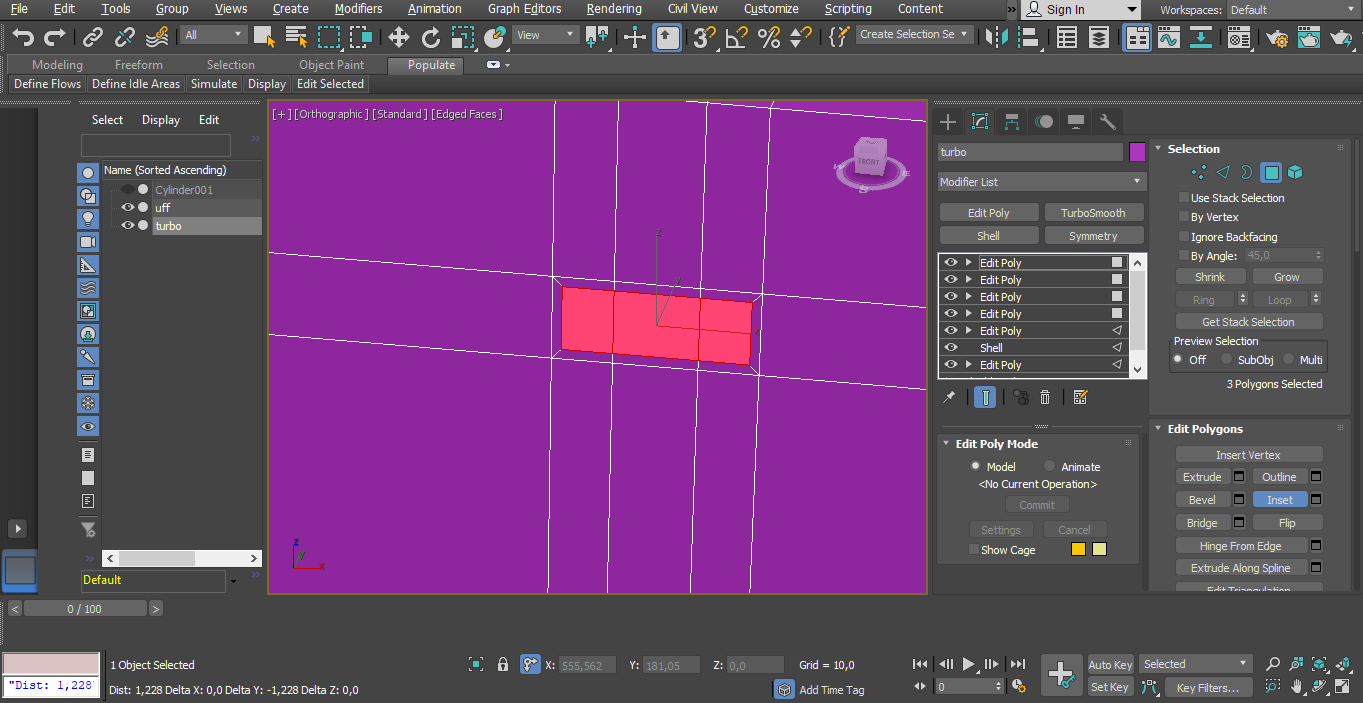 File Edit Tools Group Views Create Modifiers Animation Graph Editors Rendering Civil View Customize Scripting Content » Sign In Workspaces: Default
All View 3 Create Selection Se
Modeling Freeform Selection Object Paint Populate
Define Flows Define Idle Areas Simulate Display Edit Selected
Select Display Edit
Name (Sorted Ascending)
Cylinder001
uff
turbo
Default
[+] [Orthographic] [Standard] [Edged Faces]
FRONT
S
E
z
z
y
x
turbo
Modifier List
Edit Poly TurboSmooth
Shell Symmetry
Edit Poly
Edit Poly
Edit Poly
Edit Poly
Edit Poly
Shell
Edit Poly
Edit Poly Mode
Model Animate
<No Current Operation>
Commit
Settings Cancel
Show Cage
Selection
Use Stack Selection
By Vertex
Ignore Backfacing
By Angle: 45,0
Shrink Grow
Ring Loop
Get Stack Selection
Preview Selection
Off SubObj Multi
3 Polygons Selected
Edit Polygons
Insert Vertex
Extrude Outline
Bevel Inset
Bridge Flip
Hinge From Edge
Extrude Along Spline
Edit Triangulation
< 0 / 100 >
1 Object Selected X: 555,562 Y: 181,05 Z: 0,0 Grid = 10,0 Auto Key Selected
"Dist: 1,228 Dist: 1,228 Delta X: 0,0 Delta Y: -1,228 Delta Z: 0,0 Add Time Tag 0 Set Key Key Filters...